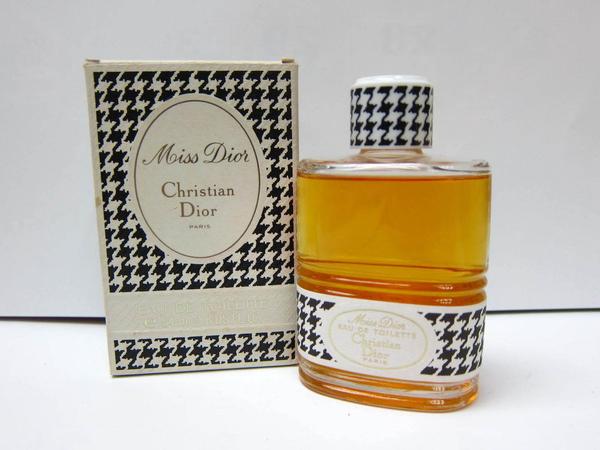 Miss Dior
Christian
Dior
PARIS
EAU DE TOILETTE
Miss Dior
EAU DE TOILETTE
Christian
Dior
PARIS